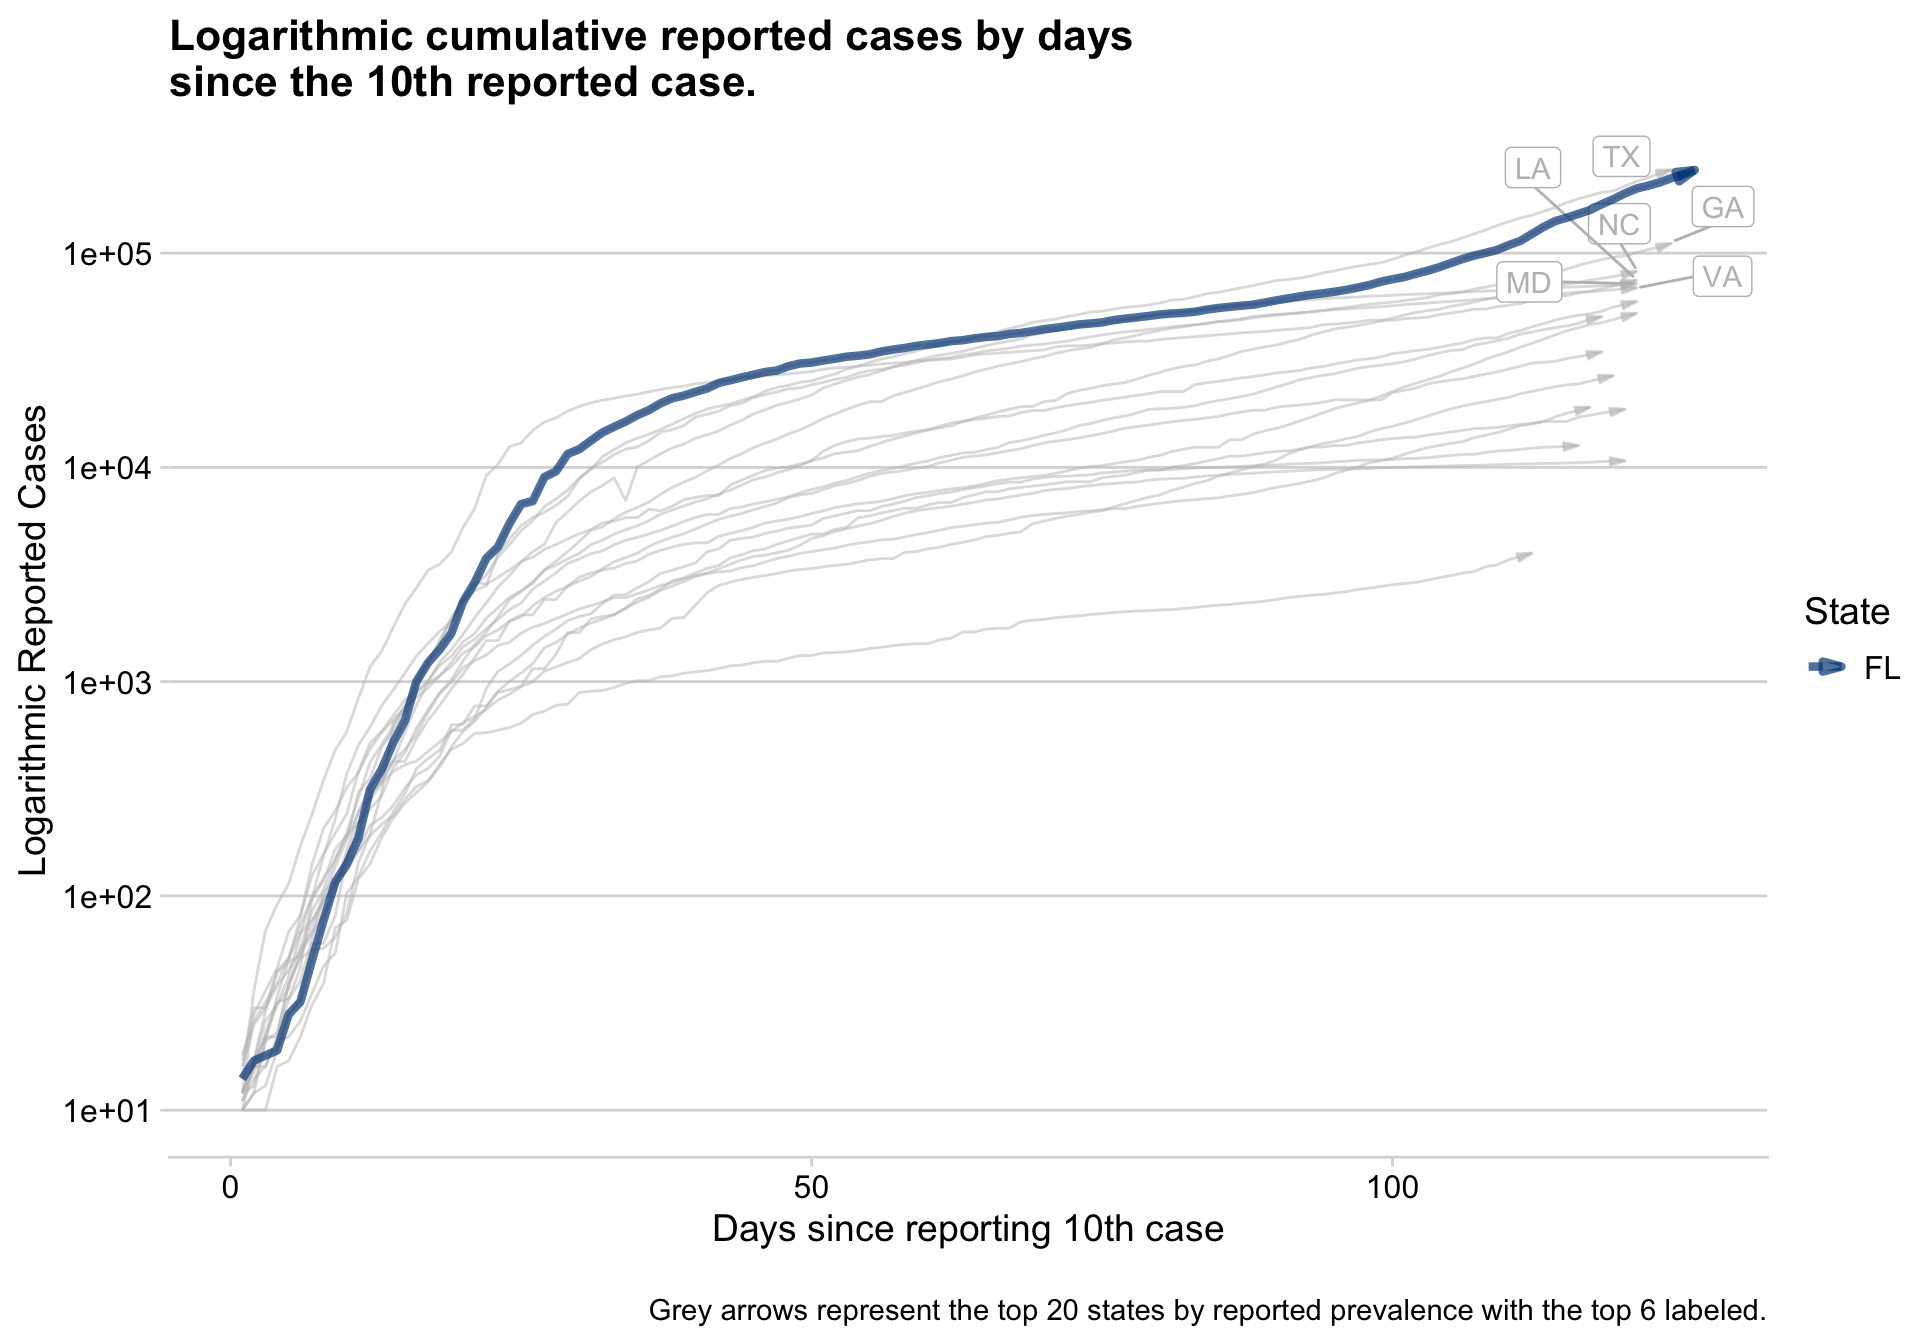 Logarithmic cumulative reported cases by days
since the 10th reported case.
TX
LA
GA
NC
VA
MD
1e+05
1e+04
1e+03
1e+02
1e+01
Logarithmic Reported Cases
State
FL
0
50
100
Days since reporting 10th case
Grey arrows represent the top 20 states by reported prevalence with the top 6 labeled.